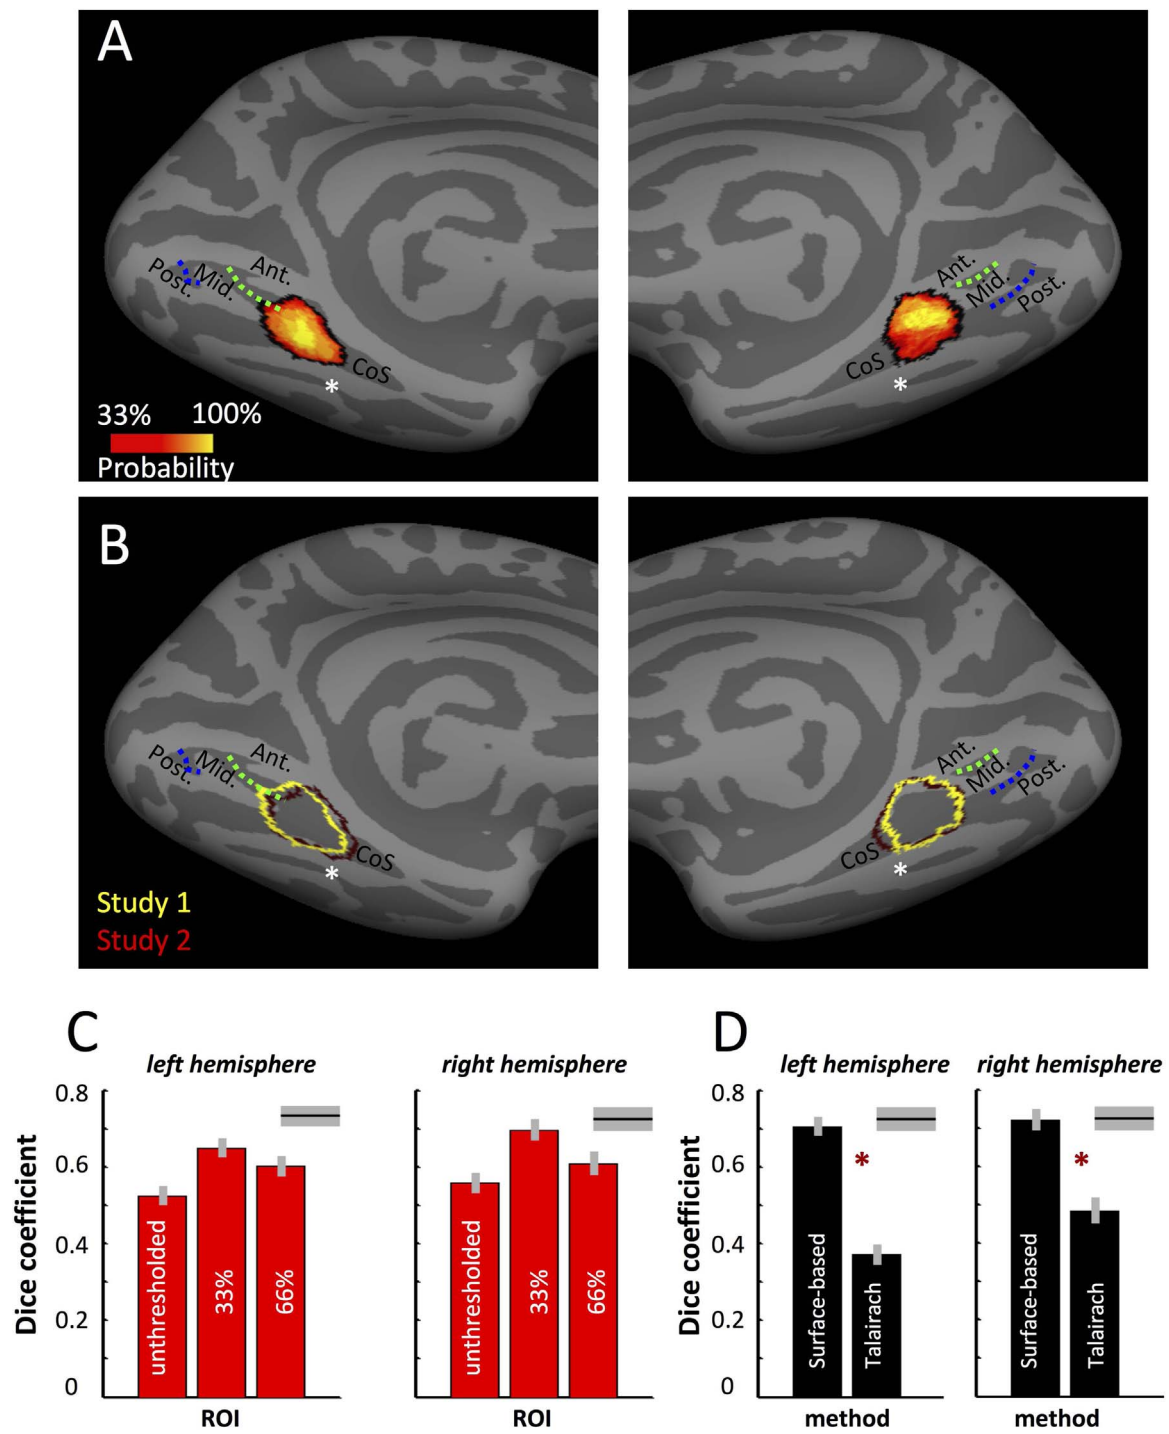 A
Ant.
Mid.
Post.
CoS
*
33% 100%
Probability
Ant.
Mid.
Post.
CoS
*
B
Ant.
Mid.
Post.
CoS
*
Study 1
Study 2
Ant.
Mid.
Post.
CoS
*
C
left hemisphere
Dice coefficient
0.8
0.6
0.4
0.2
0
unthresholded
33%
66%
ROI
right hemisphere
unthresholded
33%
66%
ROI
D
left hemisphere
Dice coefficient
0.8
0.6
0.4
0.2
0
*
Surface-based
Talairach
method
right hemisphere
*
Surface-based
Talairach
method